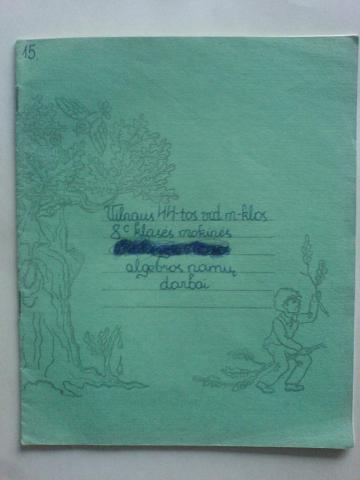 15.
Vilniaus 44-tos vid. m-klos
8ᶜ klasės mokinės
algebros namų
darbai